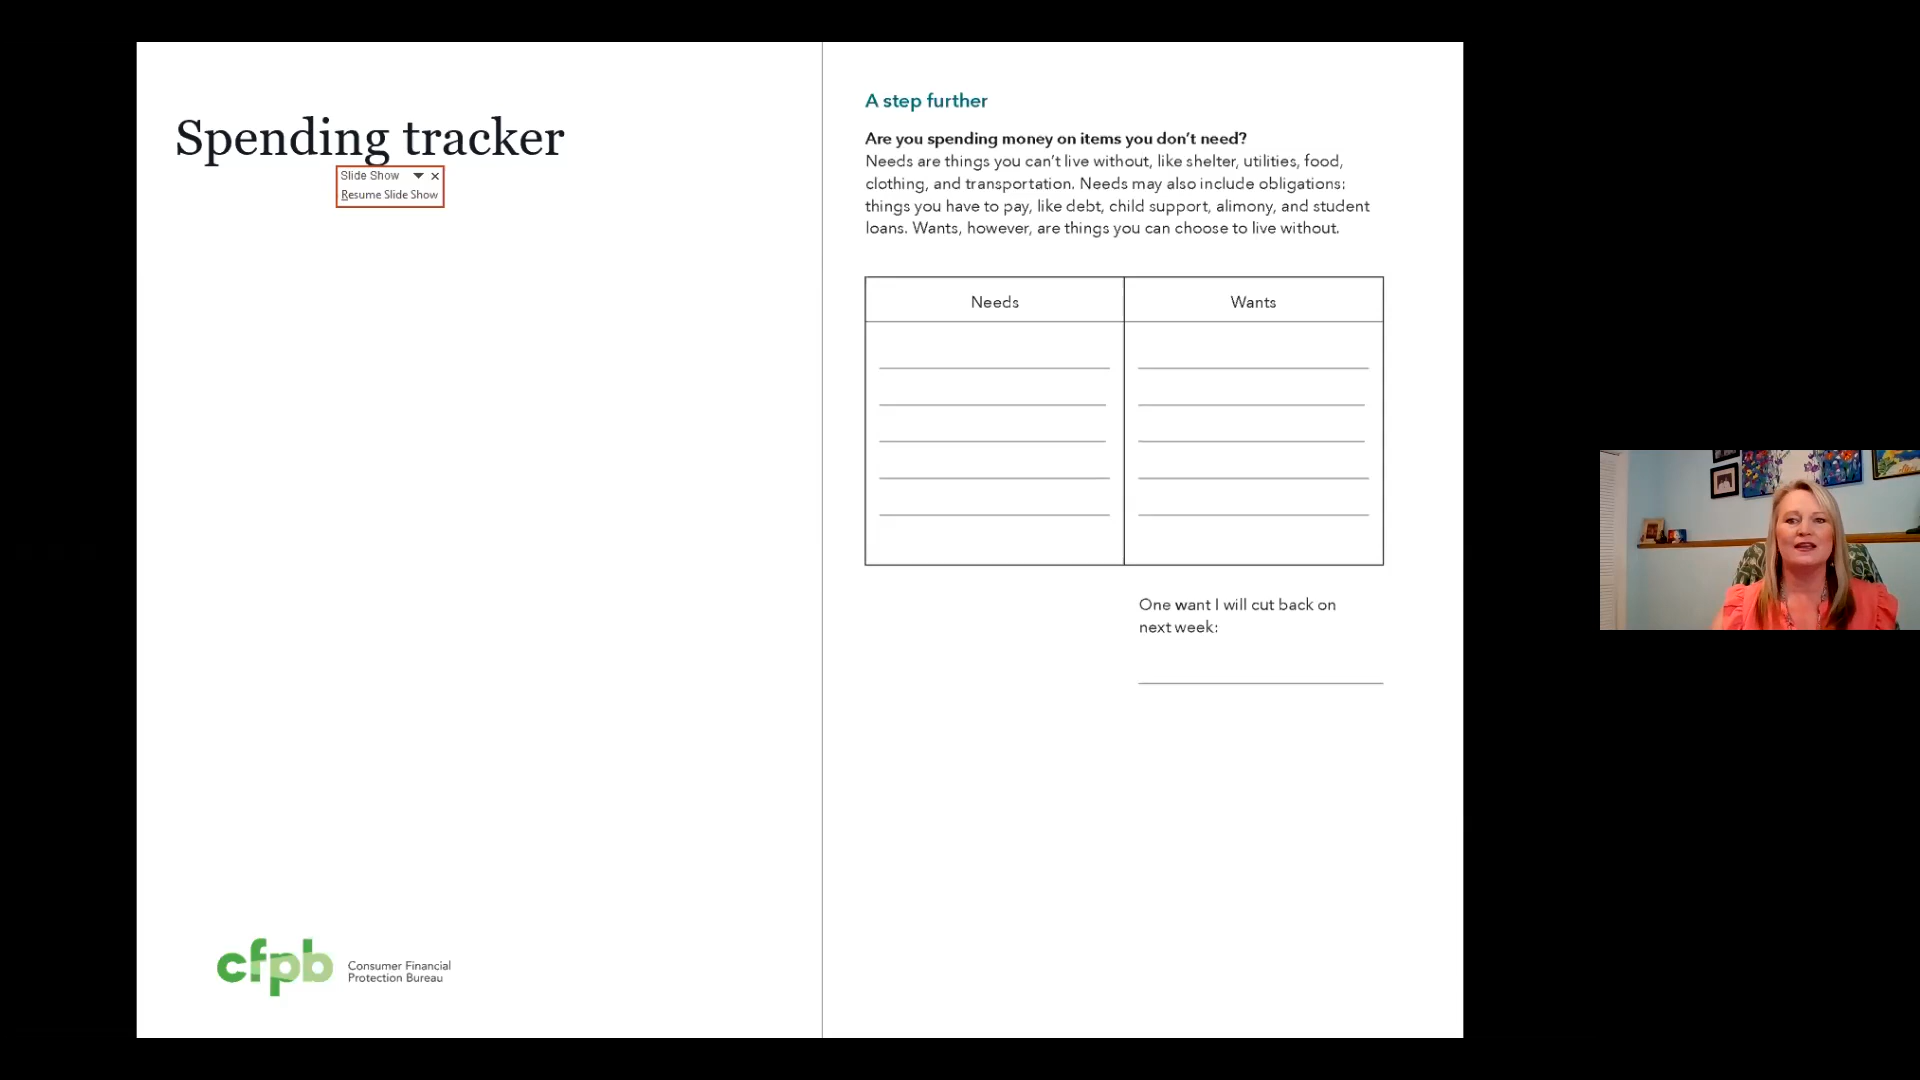 Spending tracker
Slide Show
Resume Slide Show
cfpb
Consumer Financial
Protection Bureau
A step further
Are you spending money on items you don't need?
Needs are things you can't live without, like shelter, utilities, food,
clothing, and transportation. Needs may also include obligations:
things you have to pay, like debt, child support, alimony, and student
loans. Wants, however, are things you can choose to live without.
Needs
Wants
One want I will cut back on
next week: